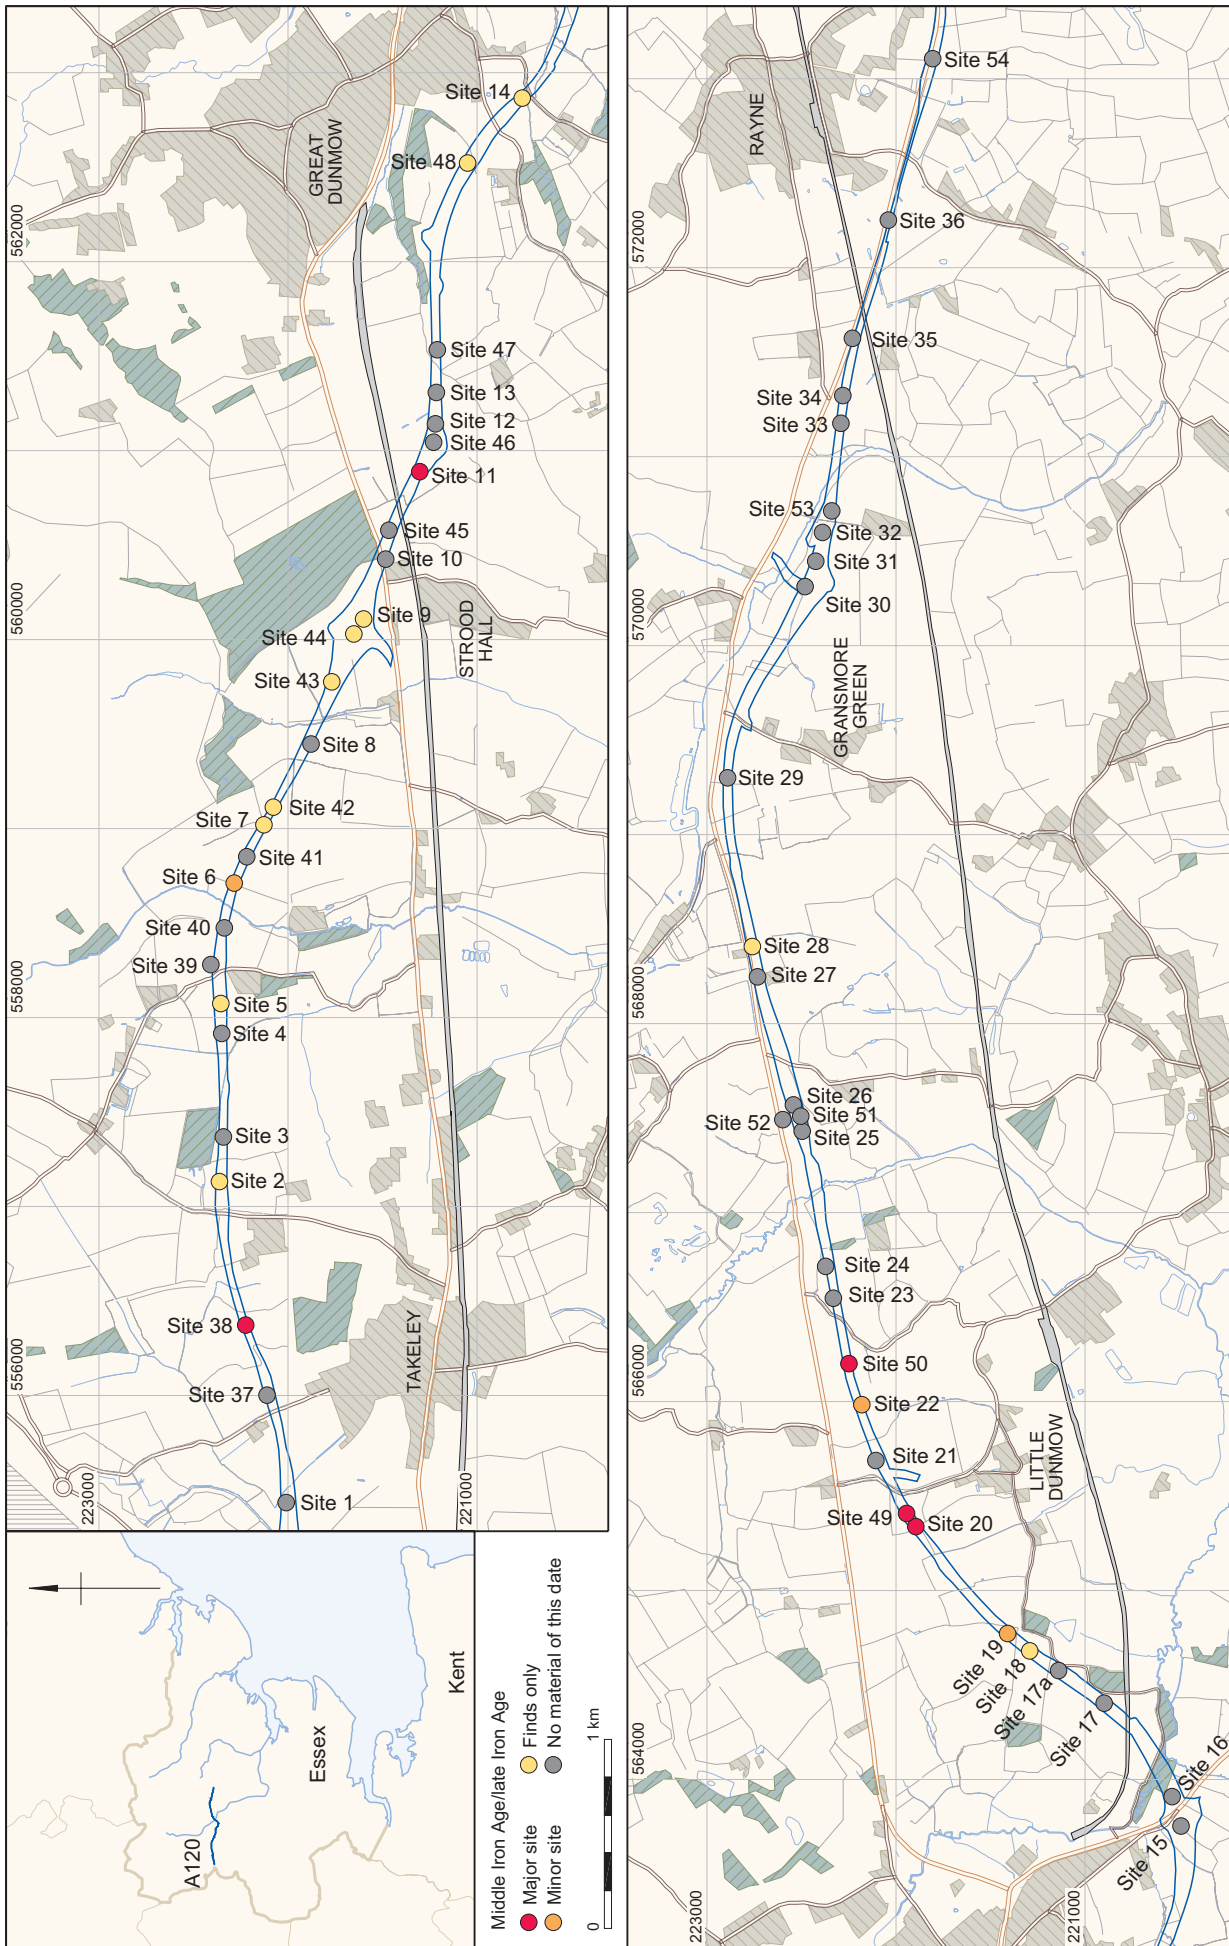 A120
Essex
Kent
Middle Iron Age/late Iron Age
Major site
Finds only
Minor site
No material of this date
0
1 km
223000
221000
556000
558000
560000
562000
TAKELEY
STROOD
HALL
GREAT
DUNMOW
Site 1
Site 37
Site 38
Site 2
Site 3
Site 4
Site 5
Site 39
Site 40
Site 6
Site 41
Site 7
Site 42
Site 8
Site 43
Site 44
Site 9
Site 10
Site 45
Site 11
Site 46
Site 12
Site 13
Site 47
Site 48
Site 14
223000
221000
564000
566000
568000
570000
572000
LITTLE
DUNMOW
GRANSMORE
GREEN
RAYNE
Site 15
Site 16
Site 17
Site 17a
Site 18
Site 19
Site 20
Site 49
Site 21
Site 22
Site 50
Site 23
Site 24
Site 25
Site 51
Site 52
Site 26
Site 27
Site 28
Site 29
Site 30
Site 31
Site 32
Site 53
Site 33
Site 34
Site 35
Site 36
Site 54